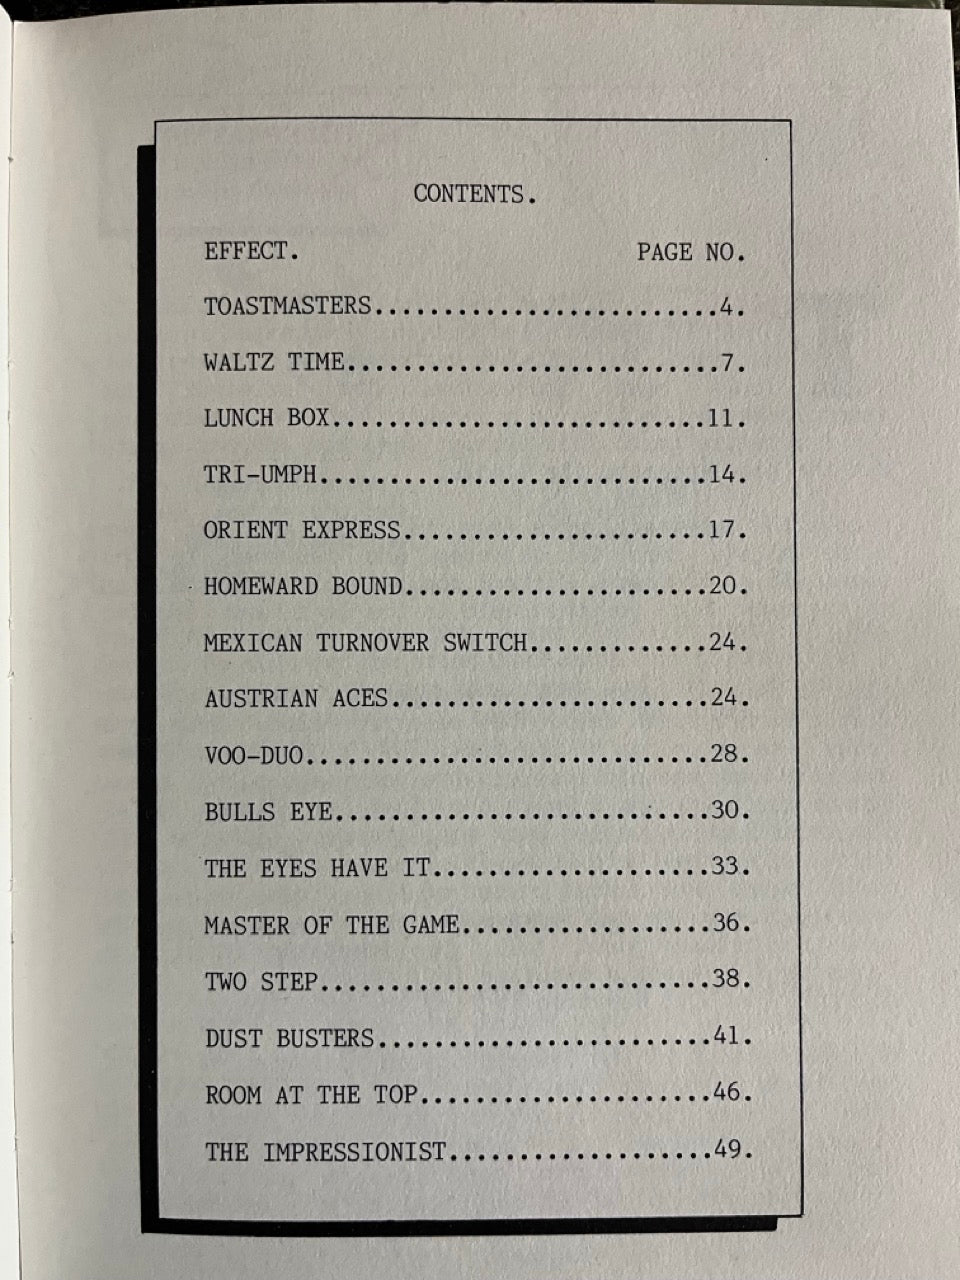 CONTENTS.
EFFECT. PAGE NO.
TOASTMASTERS.........................4.
WALTZ TIME...........................7.
LUNCH BOX...........................11.
TRI-UMPH............................14.
ORIENT EXPRESS......................17.
HOMEWARD BOUND......................20.
MEXICAN TURNOVER SWITCH.............24.
AUSTRIAN ACES.......................24.
VOO-DUO.............................28.
BULLS EYE...........................30.
THE EYES HAVE IT....................33.
MASTER OF THE GAME..................36.
TWO STEP............................38.
DUST BUSTERS........................41.
ROOM AT THE TOP.....................46.
THE IMPRESSIONIST...................49.